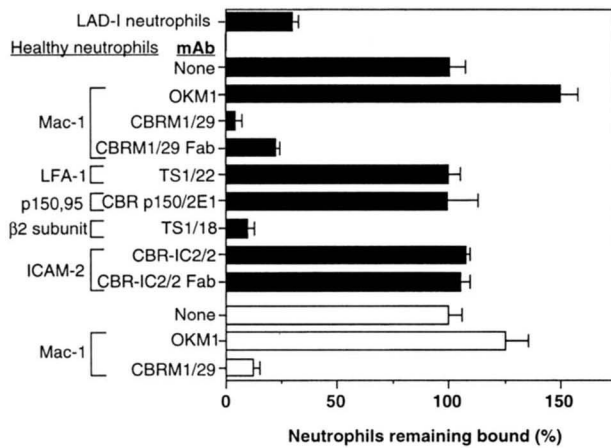 LAD-I neutrophils
Healthy neutrophils mAb
None
OKM1
Mac-1 CBRM1/29
CBRM1/29 Fab
LFA-1 TS1/22
p150,95 CBR p150/2E1
β2 subunit TS1/18
CBR-IC2/2
ICAM-2
CBR-IC2/2 Fab
None
OKM1
Mac-1
CBRM1/29
0 50 100 150
Neutrophils remaining bound (%)